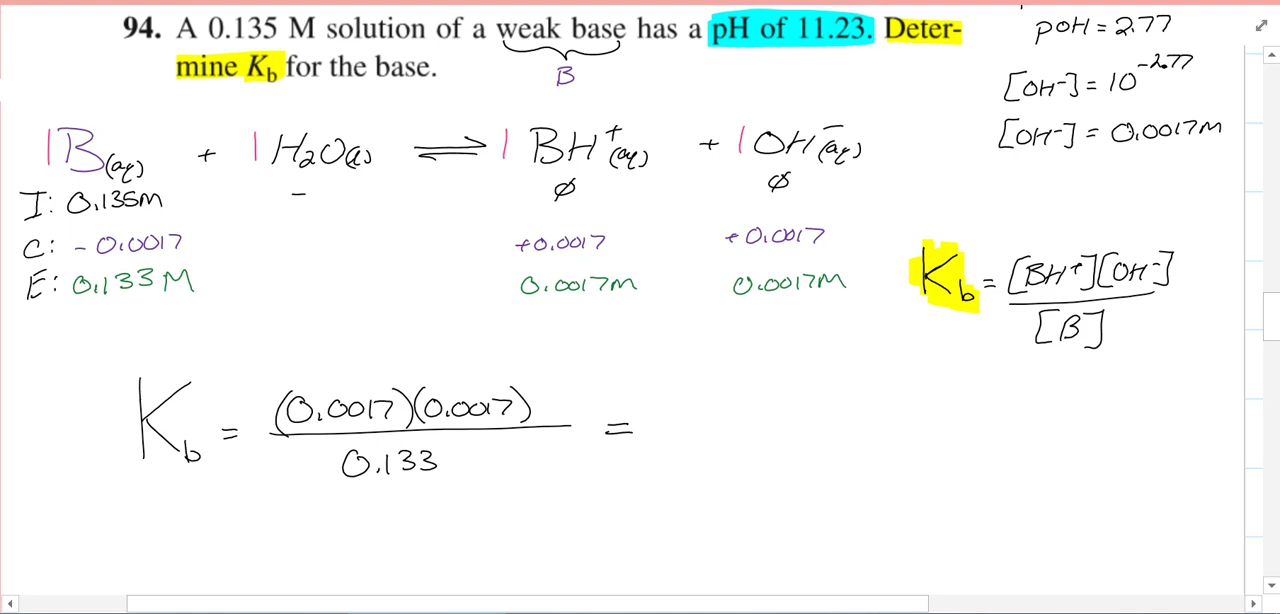 94. A 0.135 M solution of a weak base has a pH of 11.23. Deter-
mine Kb for the base.
B
pOH = 2.77
[OH⁻] = 10^-2.77
[OH⁻] = 0.0017M
1B(aq) + 1H₂O(l) ⇌ 1BH⁺(aq) + 1OH⁻(aq)
I: 0.135M – ∅ ∅
C: -0.0017 +0.0017 +0.0017
E: 0.133M 0.0017M 0.0017M
Kb = [BH⁺][OH⁻] / [B]
Kb = (0.0017)(0.0017) / 0.133 =